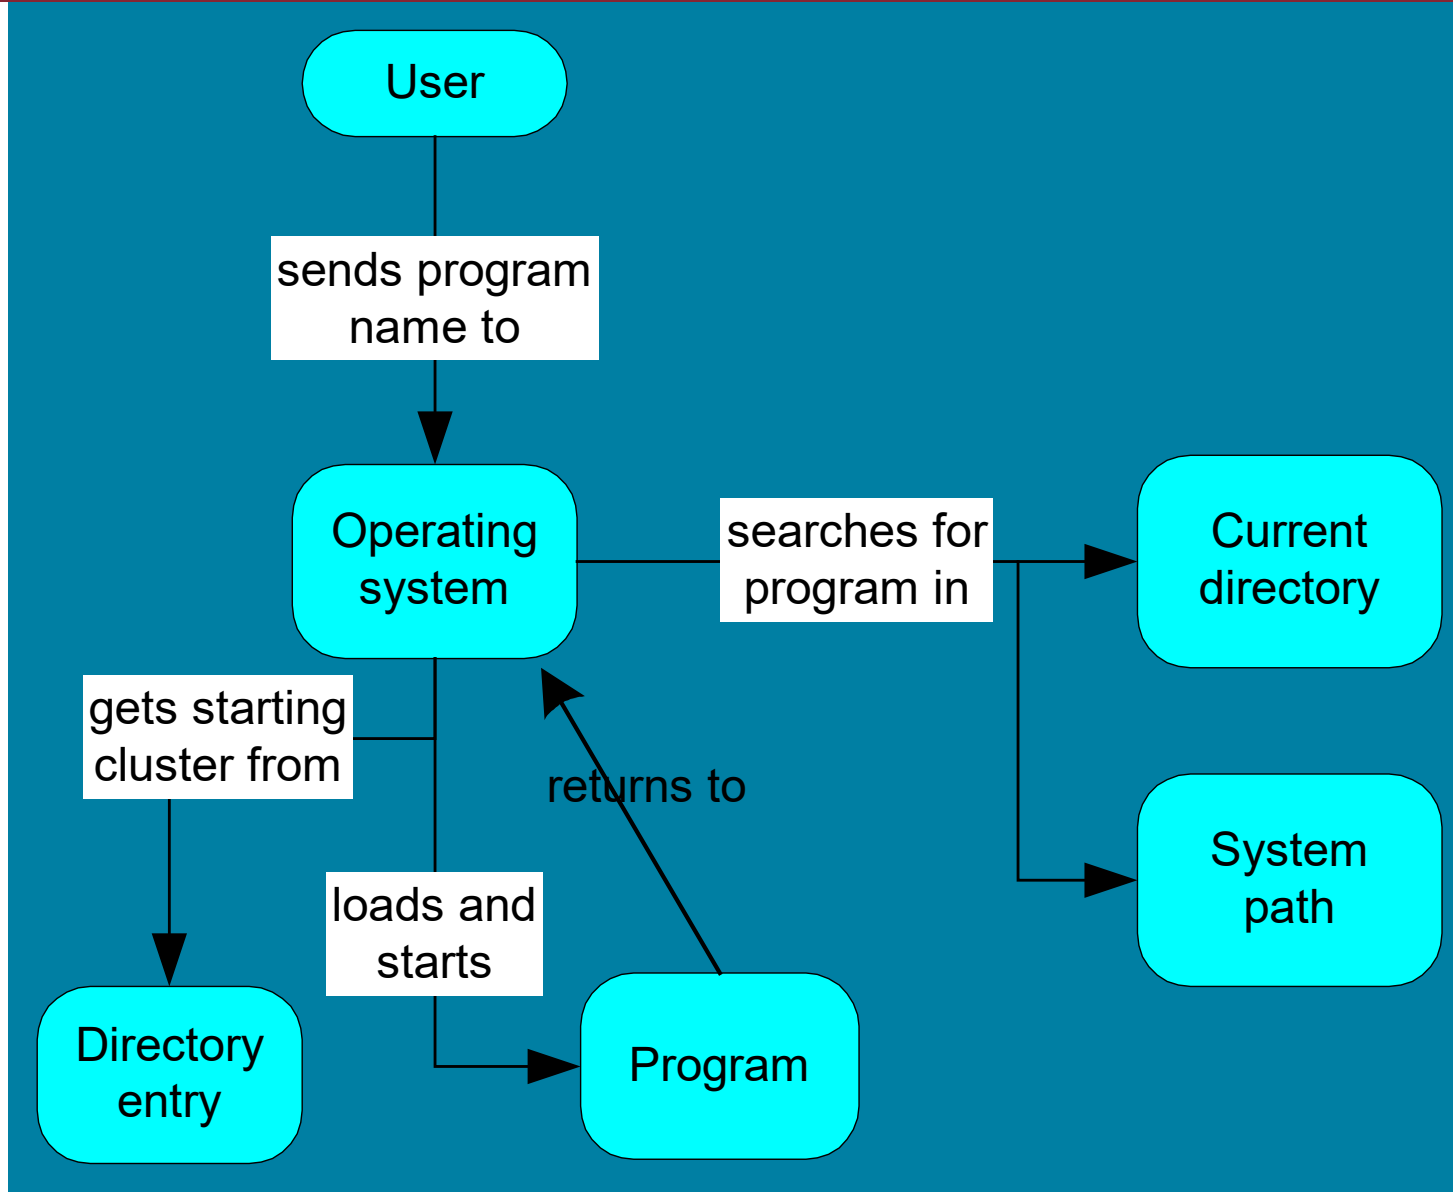 User
sends program
name to
Operating
system
searches for
program in
Current
directory
gets starting
cluster from
returns to
System
path
loads and
starts
Directory
entry
Program